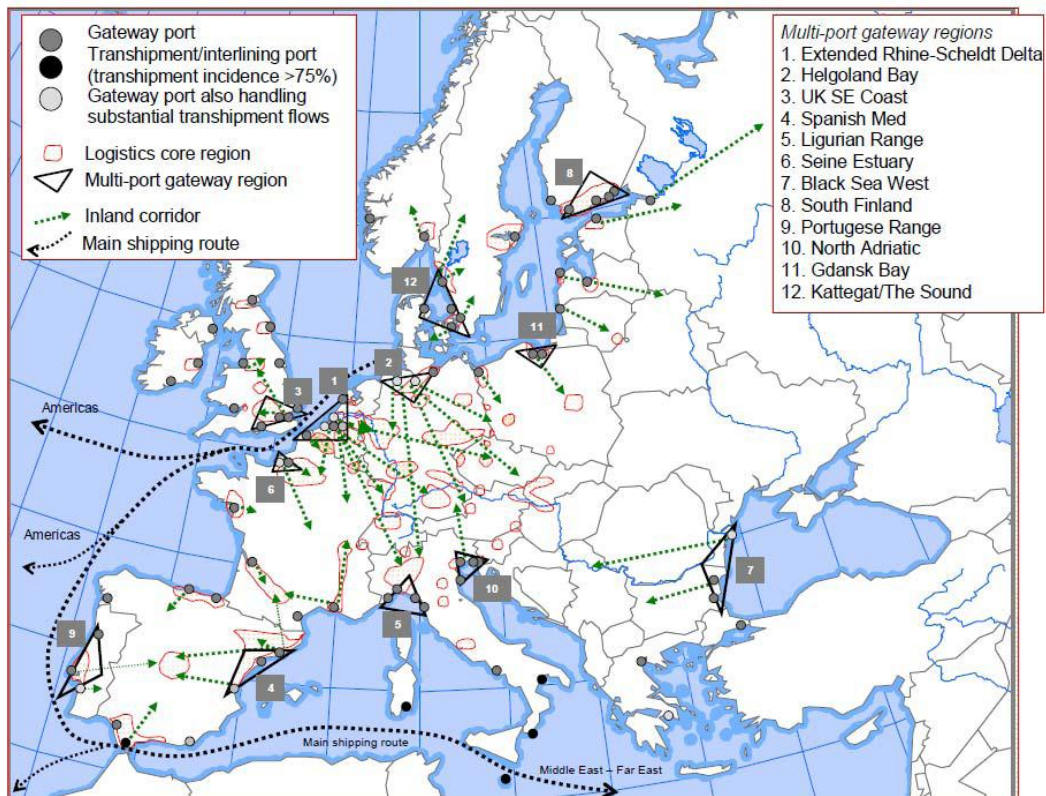 Gateway port
Transhipment/interlining port
(transhipment incidence >75%)
Gateway port also handling
substantial transhipment flows
Logistics core region
Multi-port gateway region
Inland corridor
Main shipping route
Multi-port gateway regions
1. Extended Rhine-Scheldt Delta
2. Helgoland Bay
3. UK SE Coast
4. Spanish Med
5. Ligurian Range
6. Seine Estuary
7. Black Sea West
8. South Finland
9. Portugese Range
10. North Adriatic
11. Gdansk Bay
12. Kattegat/The Sound
8
12
11
2
1
3
Americas
6
Americas
7
10
5
9
4
Main shipping route
Middle East – Far East